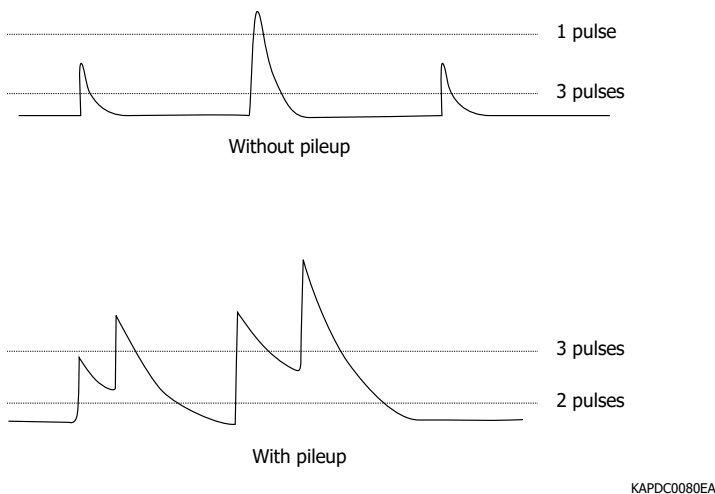 1 pulse
3 pulses
Without pileup
3 pulses
2 pulses
With pileup
KAPDC0080EA